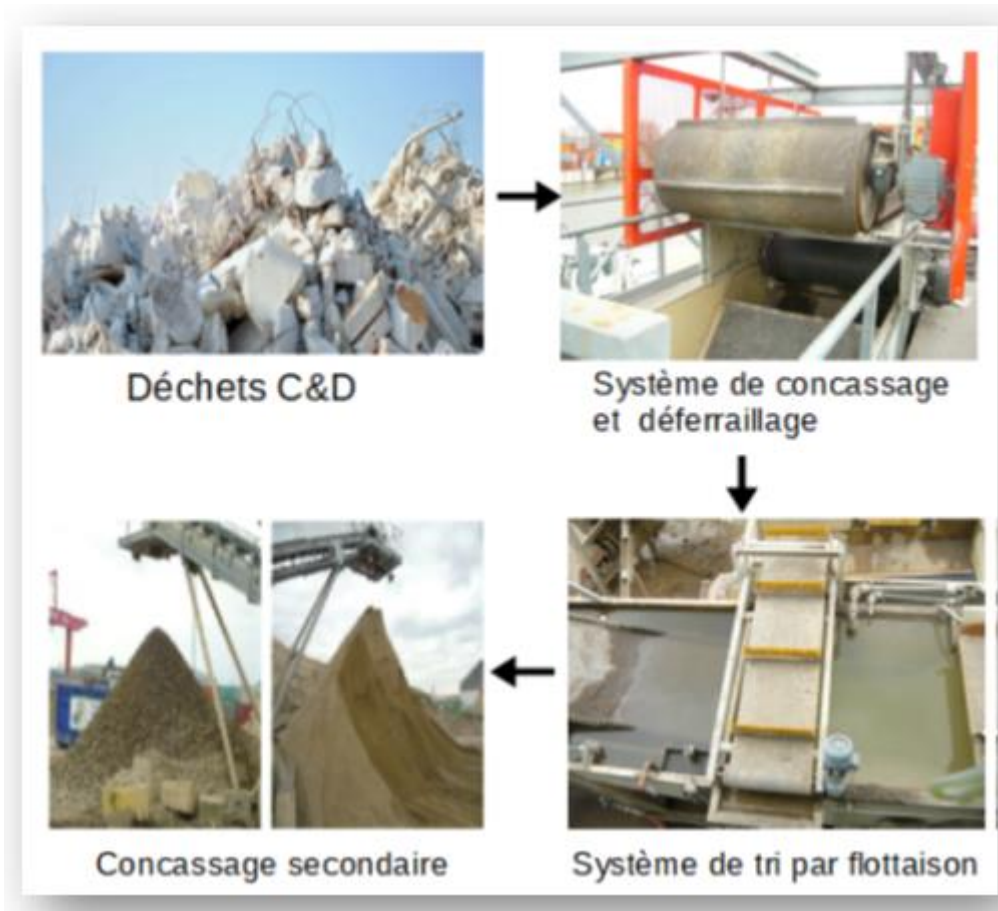 Déchets C&D
Système de concassage
et déferraillage
Concassage secondaire
Système de tri par flottaison